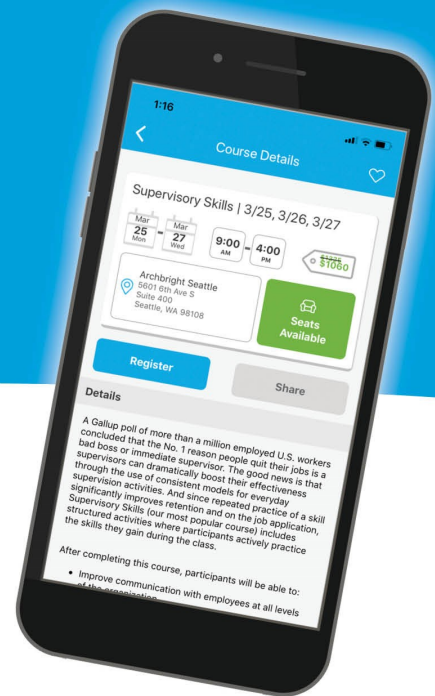 1:16
Course Details
Supervisory Skills | 3/25, 3/26, 3/27
Mar
25
Mon
-
Mar
27
Wed
9:00
AM
-
4:00
PM
$1060
Archbright Seattle
5601 6th Ave S
Suite 400
Seattle, WA 98108
Seats
Available
Register
Share
Details
A Gallup poll of more than a million employed U.S. workers
concluded that the No. 1 reason people quit their jobs is a
bad boss or immediate supervisor. The good news is that
supervisors can dramatically boost their effectiveness
through the use of consistent models for everyday
supervision activities. And since repeated practice of a skill
significantly improves retention and on the job application,
Supervisory Skills (our most popular course) includes
structured activities where participants actively practice
the skills they gain during the class.
After completing this course, participants will be able to:
• Improve communication with employees at all levels
of the organization